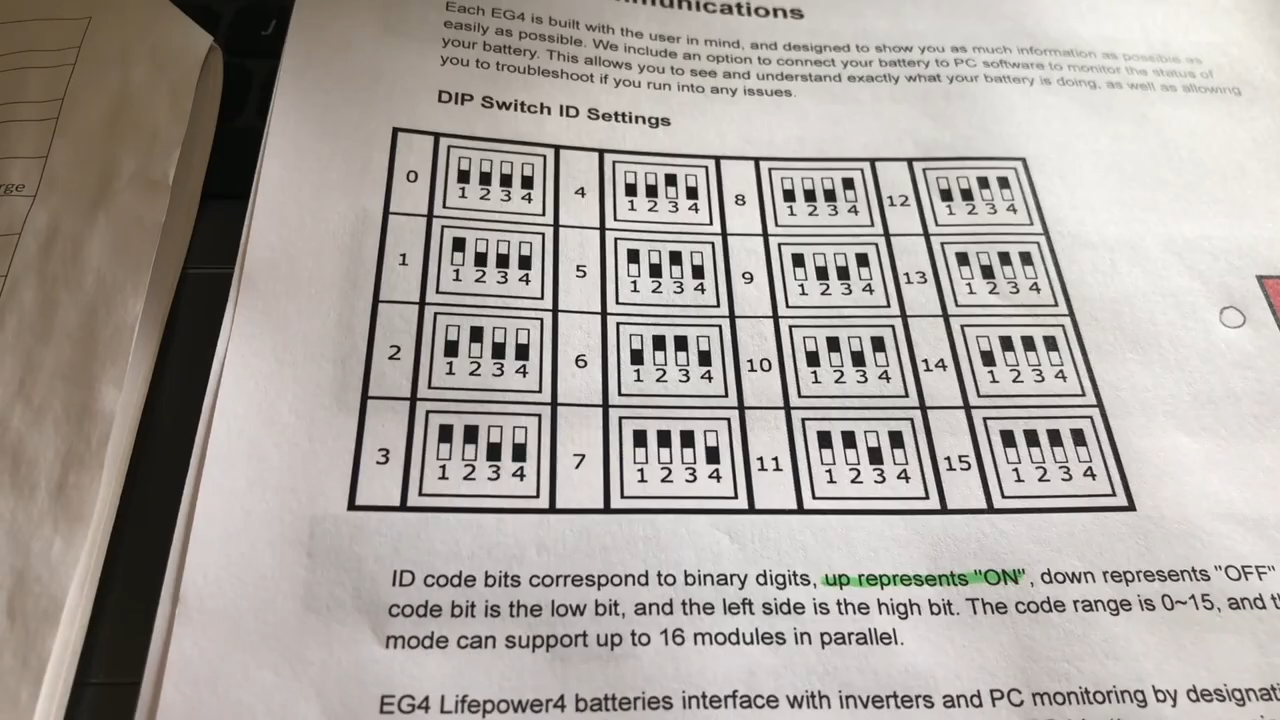 unications
Each EG4 is built with the user in mind, and designed to show you as much information as possible as
easily as possible. We include an option to connect your battery to PC software to monitor the status of
your battery. This allows you to see and understand exactly what your battery is doing, as well as allowing
you to troubleshoot if you run into any issues.
DIP Switch ID Settings
0 1 2 3 4 4 1 2 3 4 8 1 2 3 4 12 1 2 3 4
1 1 2 3 4 5 1 2 3 4 9 1 2 3 4 13 1 2 3 4
2 1 2 3 4 6 1 2 3 4 10 1 2 3 4 14 1 2 3 4
3 1 2 3 4 7 1 2 3 4 11 1 2 3 4 15 1 2 3 4
ID code bits correspond to binary digits, up represents "ON", down represents "OFF"
code bit is the low bit, and the left side is the high bit. The code range is 0~15, and t
mode can support up to 16 modules in parallel.
EG4 Lifepower4 batteries interface with inverters and PC monitoring by designati
rge